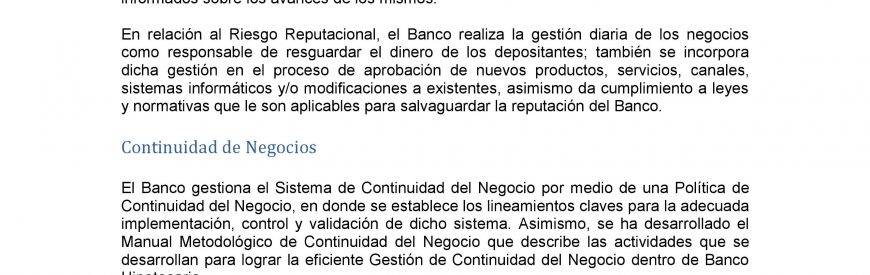 informados sobre los avances de los mismos.
En relación al Riesgo Reputacional, el Banco realiza la gestión diaria de los negocios
como responsable de resguardar el dinero de los depositantes; también se incorpora
dicha gestión en el proceso de aprobación de nuevos productos, servicios, canales,
sistemas informáticos y/o modificaciones a existentes, asimismo da cumplimiento a leyes
y normativas que le son aplicables para salvaguardar la reputación del Banco.
Continuidad de Negocios
El Banco gestiona el Sistema de Continuidad del Negocio por medio de una Política de
Continuidad del Negocio, en donde se establece los lineamientos claves para la adecuada
implementación, control y validación de dicho sistema. Asimismo, se ha desarrollado el
Manual Metodológico de Continuidad del Negocio que describe las actividades que se
desarrollan para lograr la eficiente Gestión de Continuidad del Negocio dentro de Banco
Hipotecario.